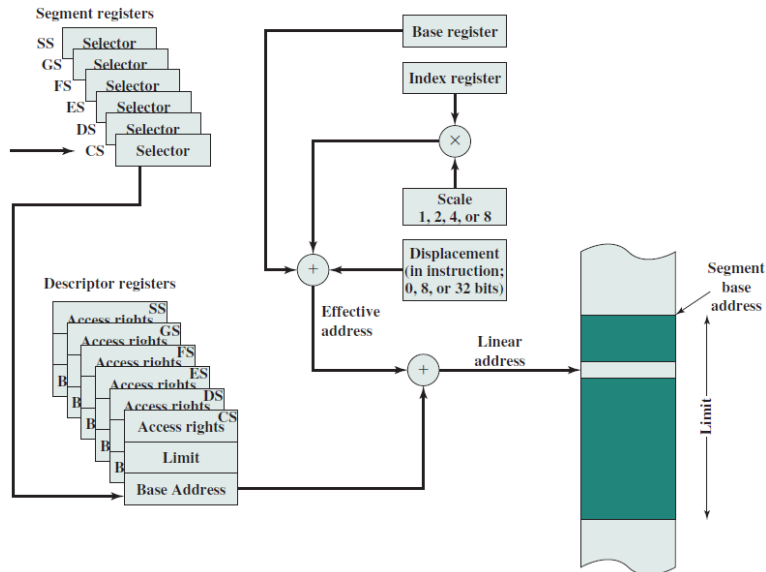 Segment registers
SS
Selector
GS
Selector
FS
Selector
ES
Selector
DS
Selector
CS
Selector
Base register
Index register
×
Scale
1, 2, 4, or 8
Displacement
(in instruction;
0, 8, or 32 bits)
+
Effective
address
Linear
address
+
Segment
base
address
Limit
Descriptor registers
SS
Access rights
GS
Access rights
B
FS
Access rights
B
ES
Access rights
B
DS
Access rights
B
CS
Access rights
B
Limit
Base Address